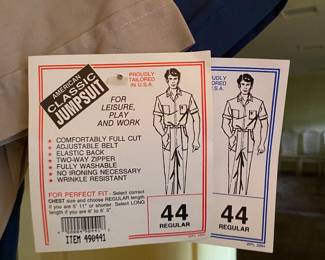 AMERICAN
CLASSIC
JUMPSUIT
PROUDLY
TAILORED
IN U.S.A.
FOR
LEISURE,
PLAY
AND WORK
★ COMFORTABLY FULL CUT
★ ADJUSTABLE BELT
★ ELASTIC BACK
★ TWO-WAY ZIPPER
★ FULLY WASHABLE
★ NO IRONING NECESSARY
★ WRINKLE RESISTANT
FOR PERFECT FIT - Select correct
CHEST size and choose REGULAR length
if you are 5' 11" or shorter. Select LONG
length if you are 6' to 6' 3".
ITEM 490441
44
REGULAR
PROUDLY
TAILORED
U.S.A.
44
REGULAR